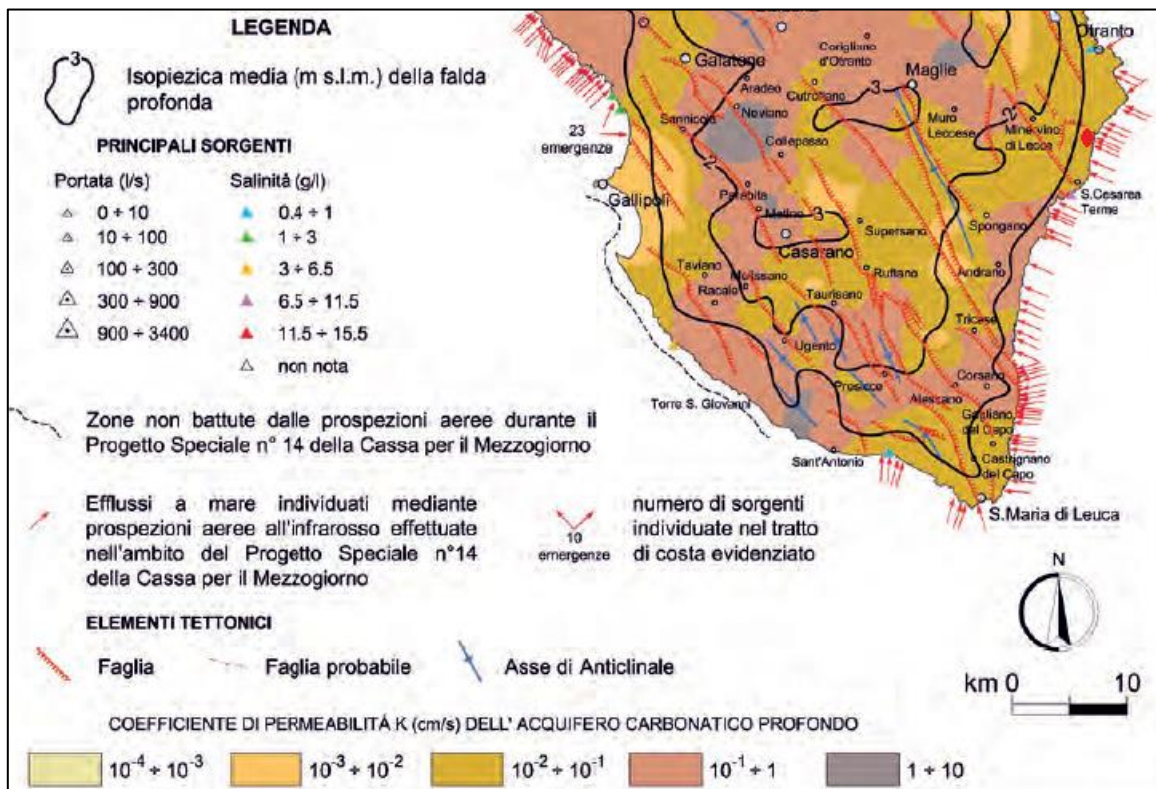 LEGENDA
3
Isopiezica media (m s.l.m.) della falda
profonda
PRINCIPALI SORGENTI
Portata (l/s)
Salinità (g/l)
0 ÷ 10
0.4 ÷ 1
10 ÷ 100
1 ÷ 3
100 ÷ 300
3 ÷ 6.5
300 ÷ 900
6.5 ÷ 11.5
900 ÷ 3400
11.5 ÷ 15.5
non nota
Zone non battute dalle prospezioni aeree durante il
Progetto Speciale n° 14 della Cassa per il Mezzogiorno
Efflussi a mare individuati mediante
prospezioni aeree all'infrarosso effettuate
nell'ambito del Progetto Speciale n°14
della Cassa per il Mezzogiorno
10
emergenze
numero di sorgenti
individuate nel tratto
di costa evidenziato
ELEMENTI TETTONICI
Faglia
Faglia probabile
Asse di Anticlinale
COEFFICIENTE DI PERMEABILITÁ K (cm/s) DELL' ACQUIFERO CARBONATICO PROFONDO
10⁻⁴ ÷ 10⁻³
10⁻³ ÷ 10⁻²
10⁻² ÷ 10⁻¹
10⁻¹ ÷ 1
1 ÷ 10
Otranto
Corigliano
d'Otranto
Galatone
Maglie
Aradeo
Cutrofiano
3
Neviano
Sannicola
Muro
Leccese
2
Minervino
di Lecce
23
emergenze
Collepasso
2
Gallipoli
Parabita
Matino
3
S.Cesarea
Terme
Supersano
Spongano
Casarano
Taviano
Melissano
Ruffano
Andrano
Racale
Taurisano
Tricase
Ugento
Presicce
Corsano
Alessano
Torre S. Giovanni
Gagliano
del Capo
Sant'Antonio
Castrignano
del Capo
S.Maria di Leuca
N
km 0
10